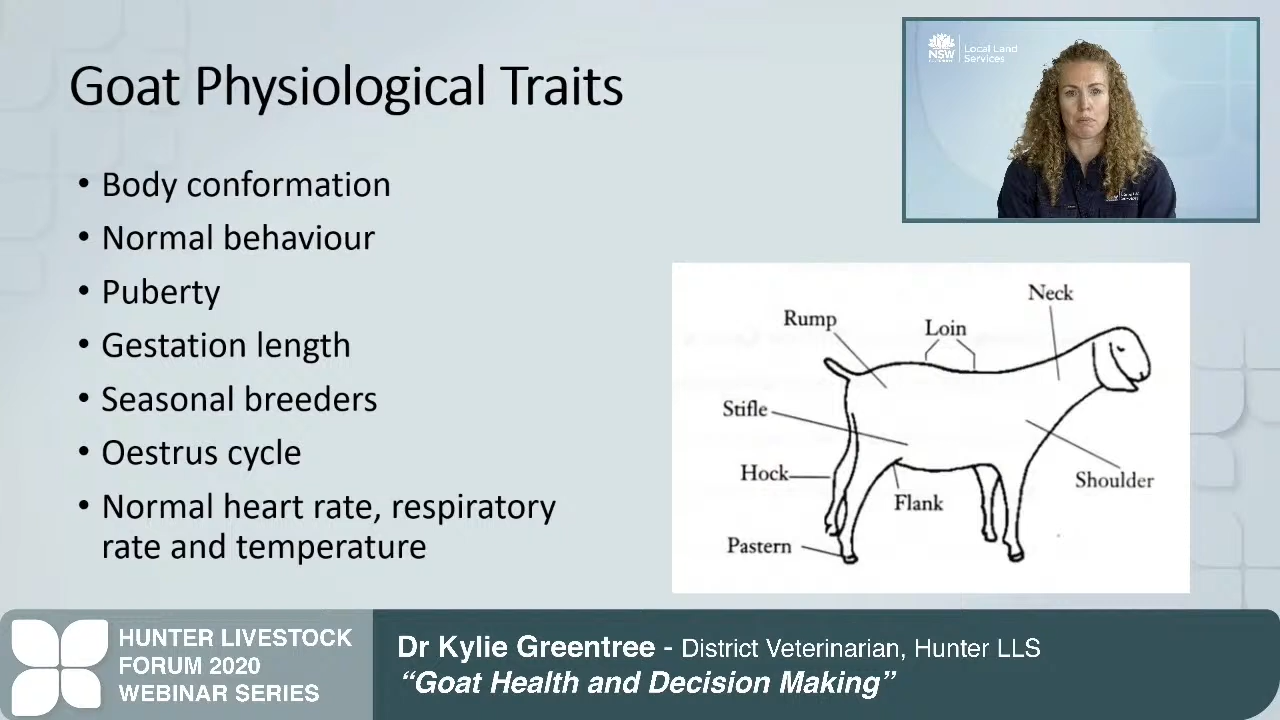 Goat Physiological Traits
NSW
Local Land
Services
• Body conformation
• Normal behaviour
• Puberty
• Gestation length
• Seasonal breeders
• Oestrus cycle
• Normal heart rate, respiratory
rate and temperature
Neck
Rump
Loin
Stifle
Hock
Flank
Shoulder
Pastern
HUNTER LIVESTOCK
FORUM 2020
WEBINAR SERIES
Dr Kylie Greentree - District Veterinarian, Hunter LLS
“Goat Health and Decision Making”